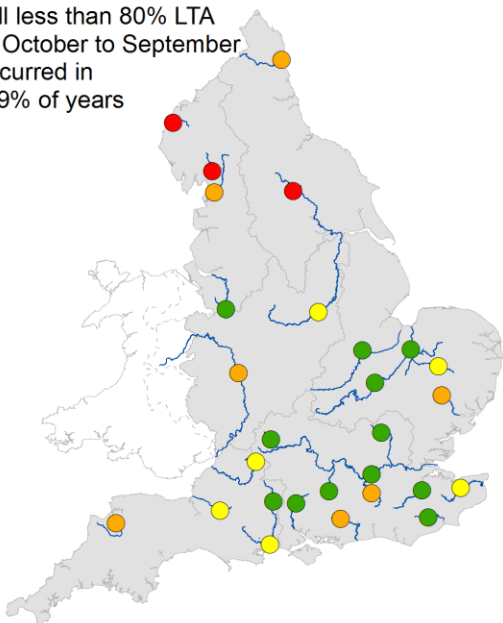 ll less than 80% LTA
October to September
curred in
9% of years